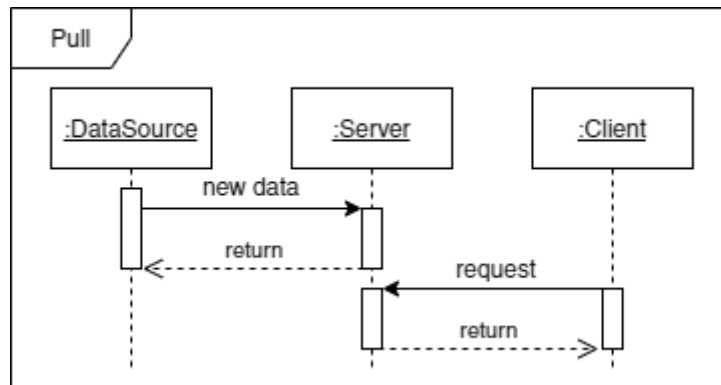 Pull
:DataSource
:Server
:Client
new data
return
request
return